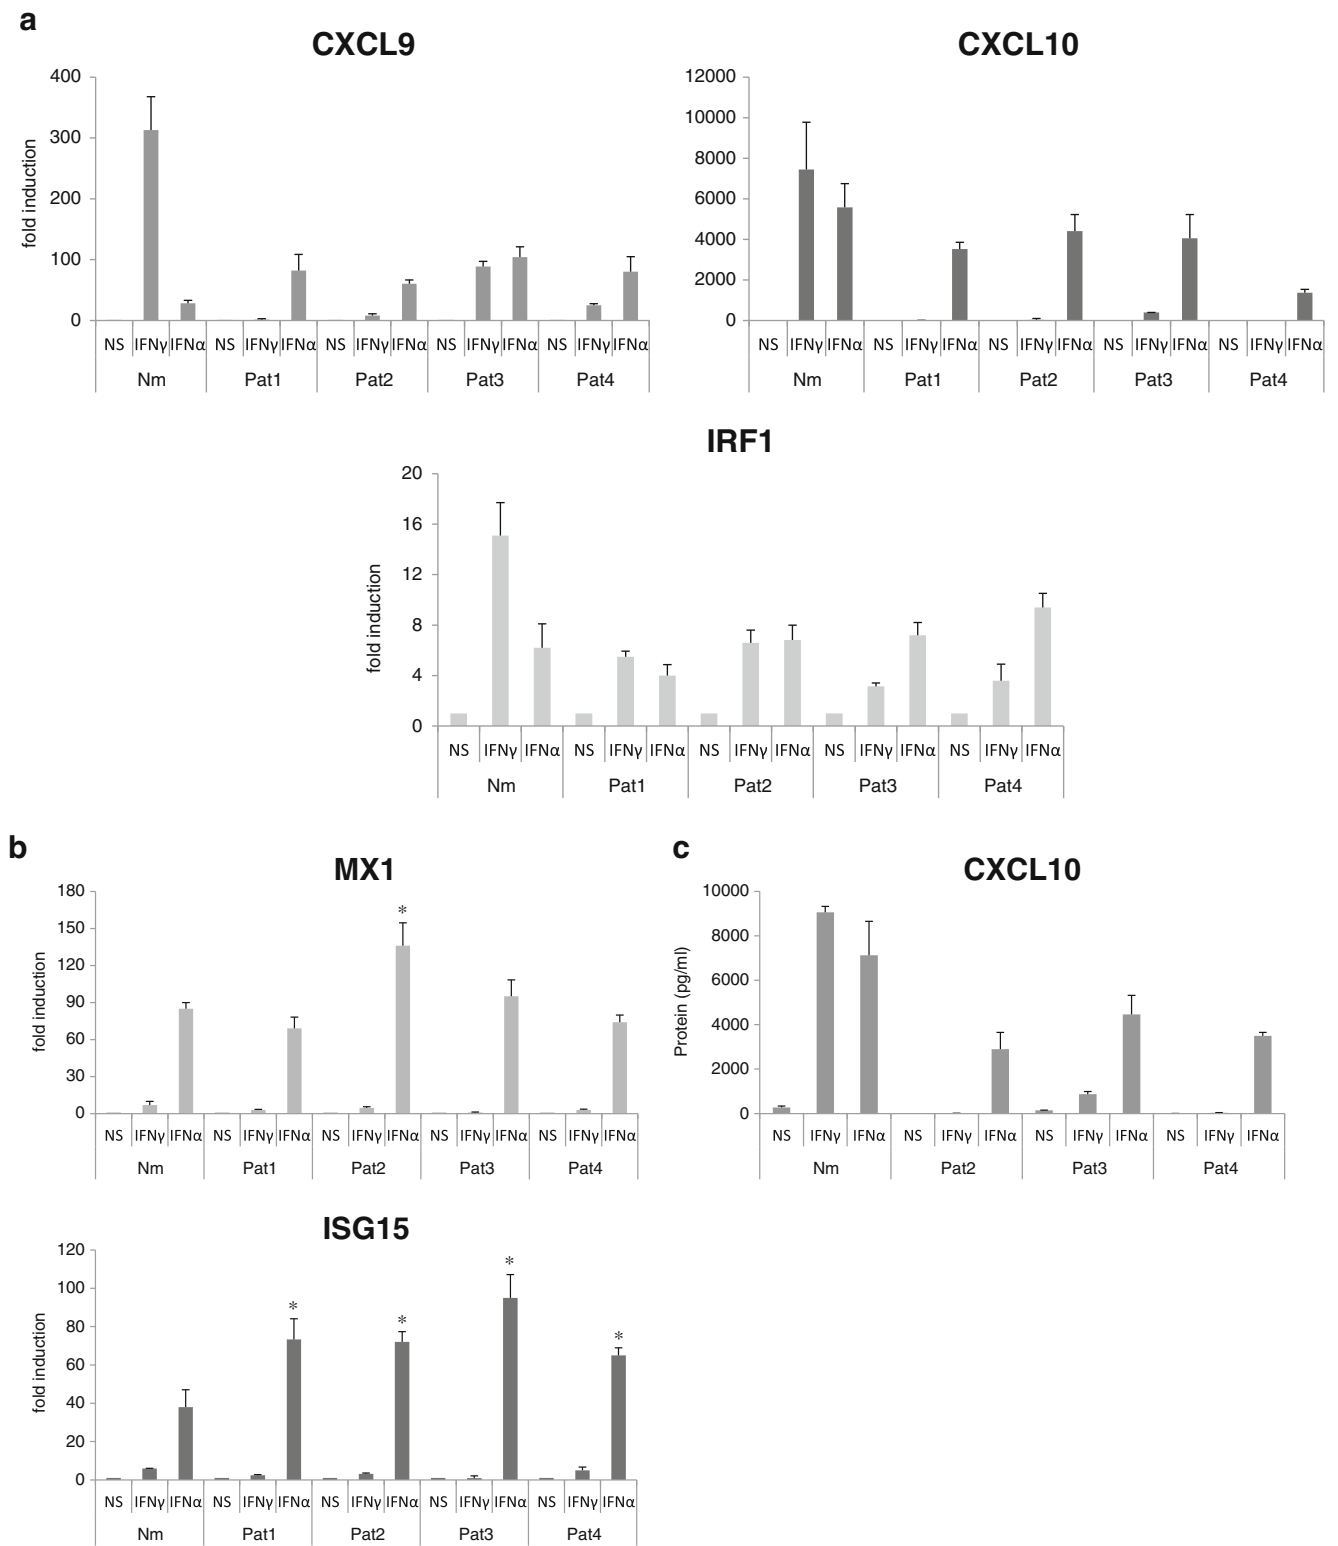 a
CXCL9
400
300
200
100
0
fold induction
NS IFNγ IFNα NS IFNγ IFNα NS IFNγ IFNα NS IFNγ IFNα NS IFNγ IFNα
Nm Pat1 Pat2 Pat3 Pat4
CXCL10
12000
10000
8000
6000
4000
2000
0
NS IFNγ IFNα NS IFNγ IFNα NS IFNγ IFNα NS IFNγ IFNα NS IFNγ IFNα
Nm Pat1 Pat2 Pat3 Pat4
IRF1
20
16
12
8
4
0
fold induction
NS IFNγ IFNα NS IFNγ IFNα NS IFNγ IFNα NS IFNγ IFNα NS IFNγ IFNα
Nm Pat1 Pat2 Pat3 Pat4
b
MX1
180
150
120
90
60
30
0
fold induction
*
NS IFNγ IFNα NS IFNγ IFNα NS IFNγ IFNα NS IFNγ IFNα NS IFNγ IFNα
Nm Pat1 Pat2 Pat3 Pat4
c
CXCL10
10000
8000
6000
4000
2000
0
Protein (pg/ml)
NS IFNγ IFNα NS IFNγ IFNα NS IFNγ IFNα NS IFNγ IFNα
Nm Pat2 Pat3 Pat4
ISG15
120
100
80
60
40
20
0
fold induction
* * * *
NS IFNγ IFNα NS IFNγ IFNα NS IFNγ IFNα NS IFNγ IFNα NS IFNγ IFNα
Nm Pat1 Pat2 Pat3 Pat4